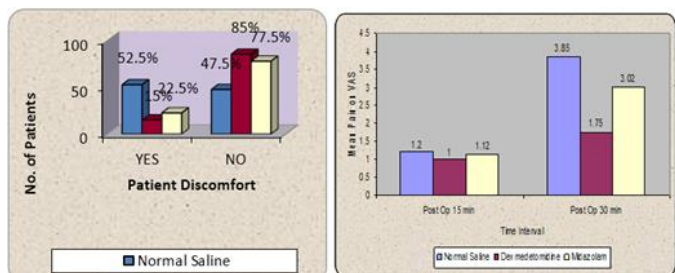 100
50
0
52.5%
15%
22.5%
47.5%
85%
77.5%
YES
NO
No. of Patients
Patient Discomfort
Normal Saline
4.5
4
3.5
3
2.5
2
1.5
1
0.5
0
Mean Pain on VAS
1.2
1
1.12
3.85
1.75
3.02
Post Op 15 min
Post Op 30 min
Time Interval
Normal Saline
Dexmedetomidine
Midazolam